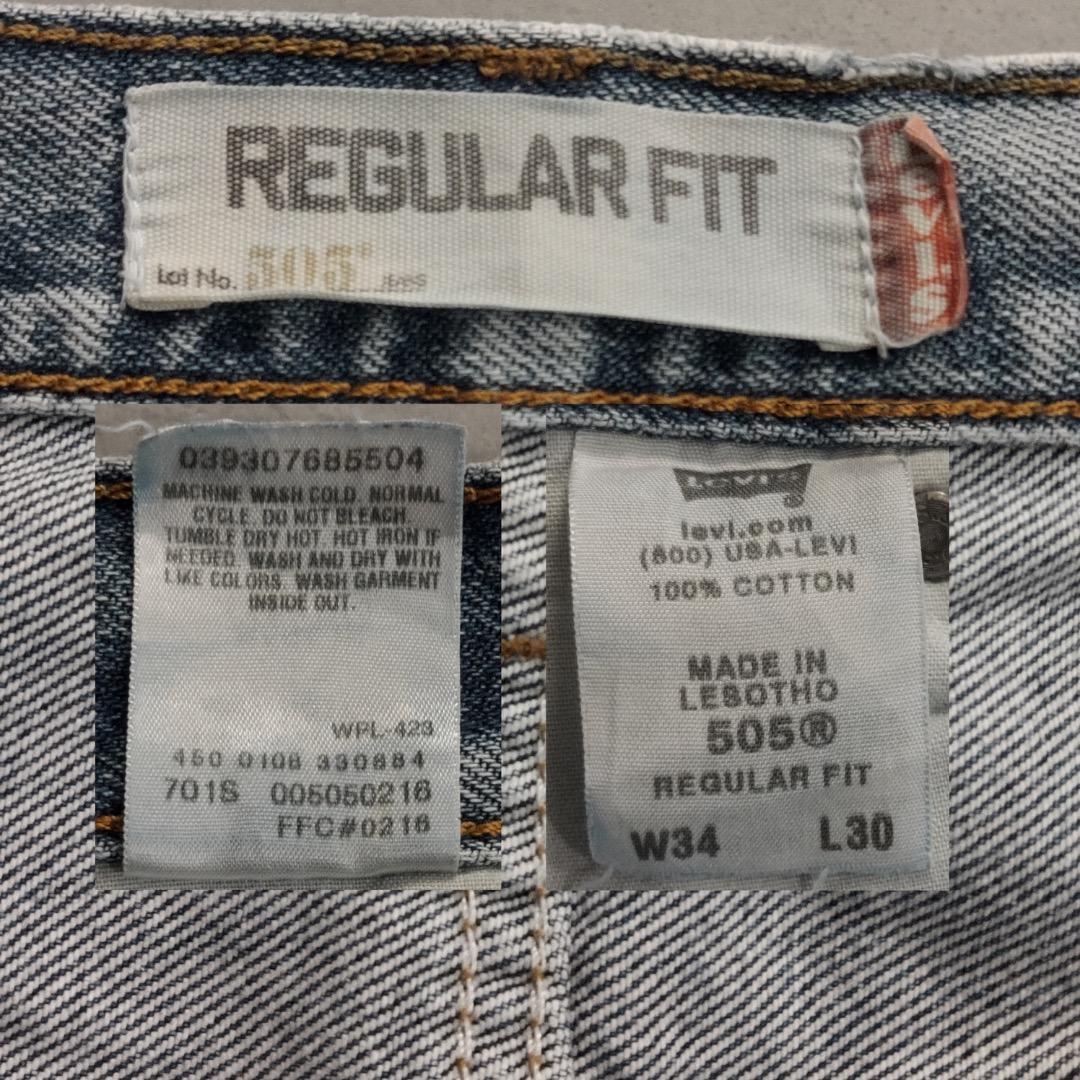 REGULAR FIT
Lot No. 505
Levi's
039307685504
MACHINE WASH COLD. NORMAL
CYCLE. DO NOT BLEACH.
TUMBLE DRY HOT. HOT IRON IF
NEEDED. WASH AND DRY WITH
LIKE COLORS. WASH GARMENT
INSIDE OUT.
WPL-423
450 0108 330884
701S 005050216
FFC#0216
Levi's
levi.com
(800) USA-LEVI
100% COTTON
MADE IN
LESOTHO
505®
REGULAR FIT
W34 L30